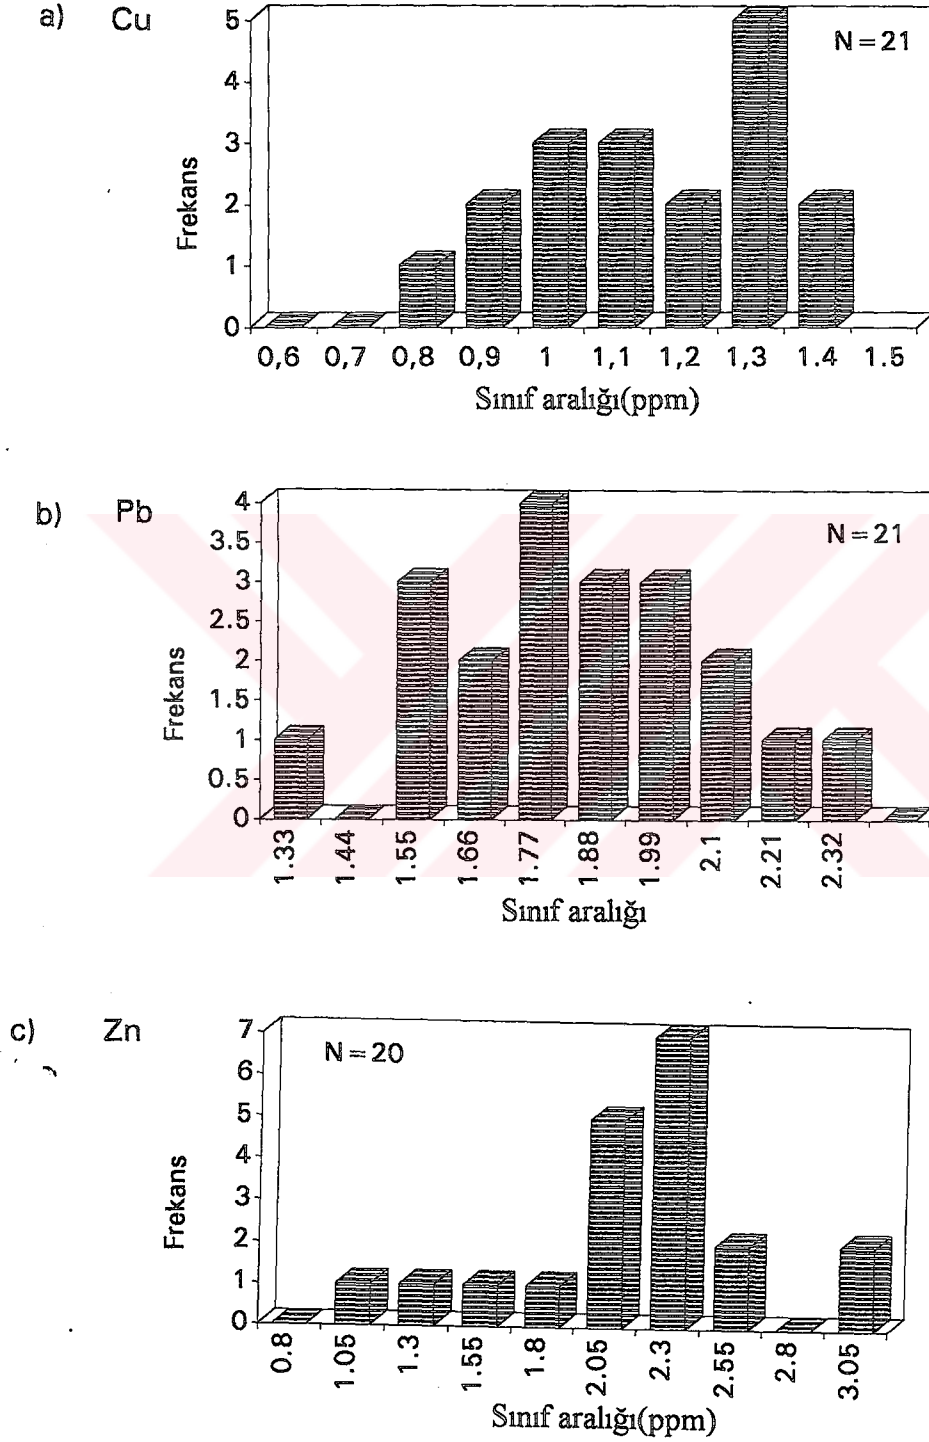 a) Cu
N=21
5
4
3
2
1
0
Frekans
0,6 0,7 0,8 0,9 1 1,1 1,2 1,3 1.4 1.5
Sınıf aralığı(ppm)
b) Pb
N=21
4
3.5
3
2.5
2
1.5
1
0.5
0
Frekans
1.33 1.44 1.55 1.66 1.77 1.88 1.99 2.1 2.21 2.32
Sınıf aralığı
c) Zn
N=20
7
6
5
4
3
2
1
0
Frekans
0.8 1.05 1.3 1.55 1.8 2.05 2.3 2.55 2.8 3.05
Sınıf aralığı(ppm)